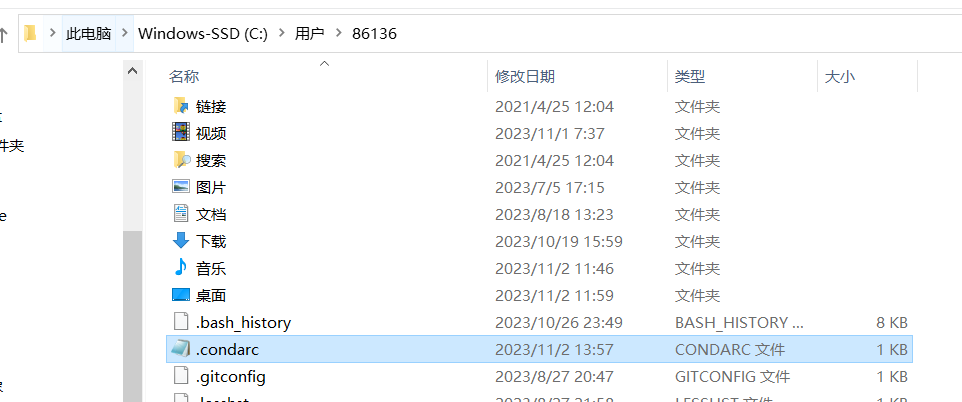 此电脑 > Windows-SSD (C:) > 用户 > 86136
名称 修改日期 类型 大小
链接 2021/4/25 12:04 文件夹
视频 2023/11/1 7:37 文件夹
件夹
搜索 2021/4/25 12:04 文件夹
图片 2023/7/5 17:15 文件夹
文档 2023/8/18 13:23 文件夹
下载 2023/10/19 15:59 文件夹
音乐 2023/11/2 11:46 文件夹
桌面 2023/11/2 11:59 文件夹
.bash_history 2023/10/26 23:49 BASH_HISTORY ... 8 KB
.condarc 2023/11/2 13:57 CONDARC 文件 1 KB
.gitconfig 2023/8/27 20:47 GITCONFIG 文件 1 KB